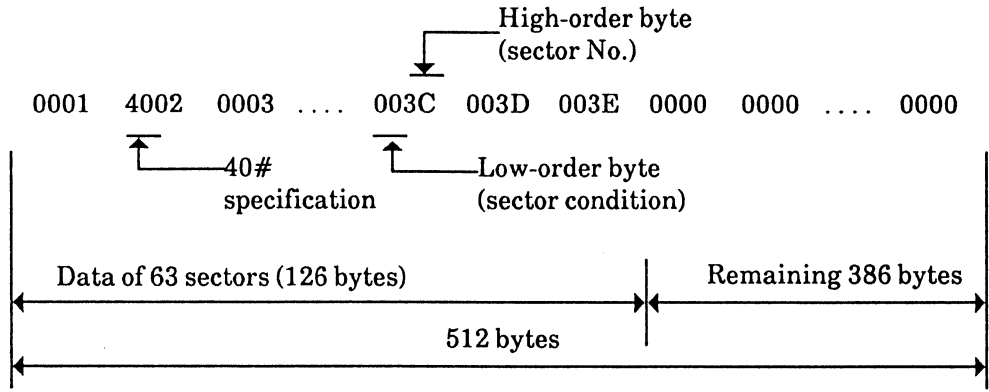 High-order byte
(sector No.)
0001 4002 0003 .... 003C 003D 003E 0000 0000 .... 0000
40#
specification
Low-order byte
(sector condition)
Data of 63 sectors (126 bytes)
Remaining 386 bytes
512 bytes